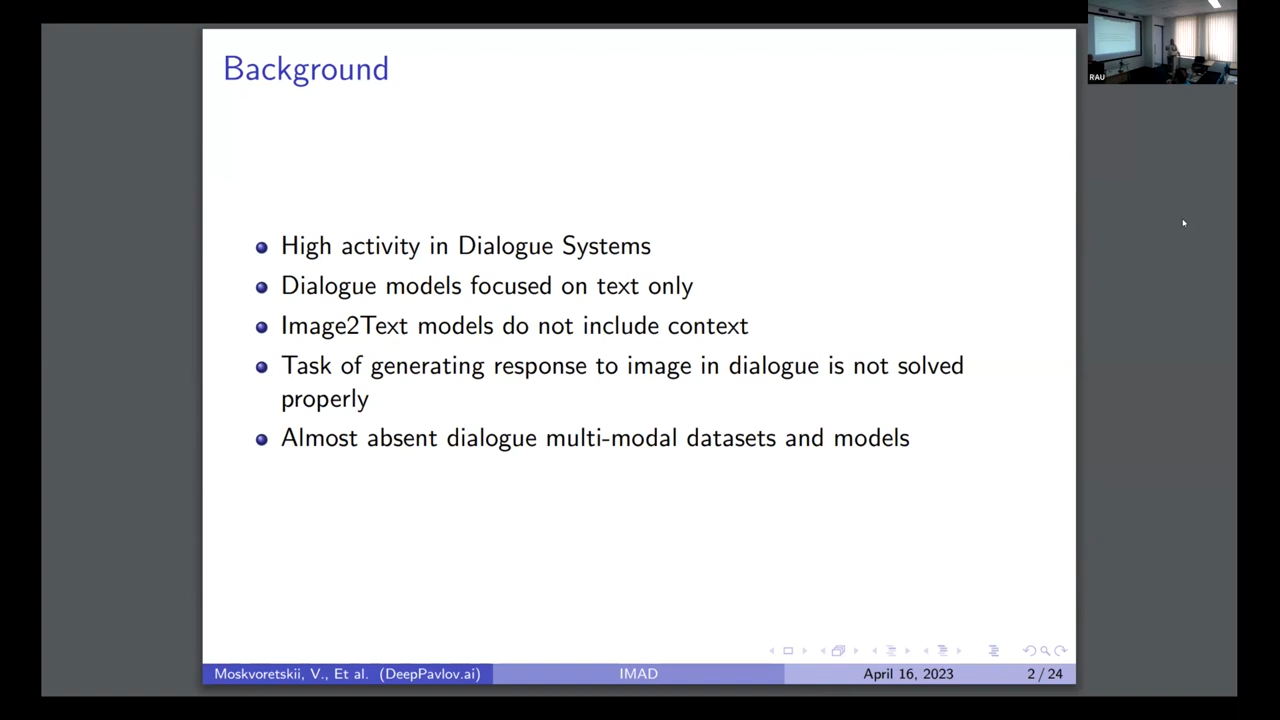 RAU
Background
High activity in Dialogue Systems
Dialogue models focused on text only
Image2Text models do not include context
Task of generating response to image in dialogue is not solved
properly
Almost absent dialogue multi-modal datasets and models
Moskvoretskii, V., Et al. (DeepPavlov.ai) IMAD April 16, 2023 2 / 24